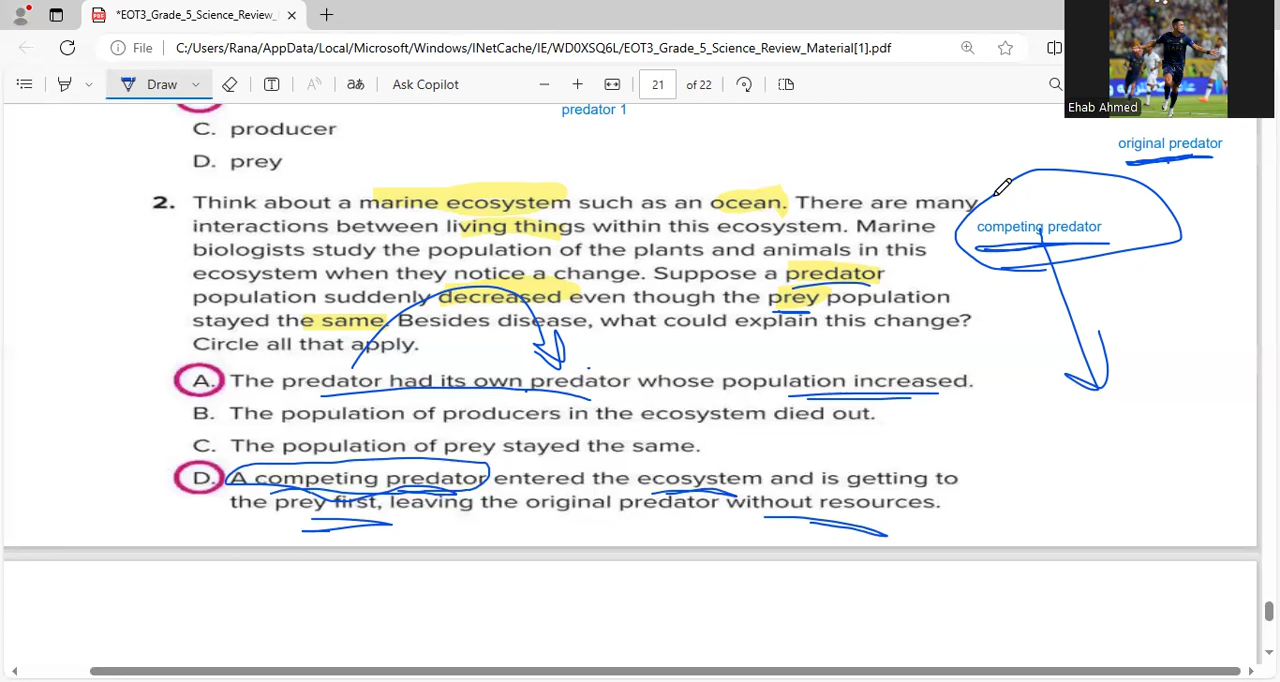 *EOT3_Grade_5_Science_Review_
File
C:/Users/Rana/AppData/Local/Microsoft/Windows/INetCache/IE/WD0XSQ6L/EOT3_Grade_5_Science_Review_Material[1].pdf
Draw
Ask Copilot
21
of 22
Ehab Ahmed
predator 1
C. producer
D. prey
original predator
competing predator
2. Think about a marine ecosystem such as an ocean. There are many
interactions between living things within this ecosystem. Marine
biologists study the population of the plants and animals in this
ecosystem when they notice a change. Suppose a predator
population suddenly decreased even though the prey population
stayed the same. Besides disease, what could explain this change?
Circle all that apply.
A. The predator had its own predator whose population increased.
B. The population of producers in the ecosystem died out.
C. The population of prey stayed the same.
D. A competing predator entered the ecosystem and is getting to
the prey first, leaving the original predator without resources.